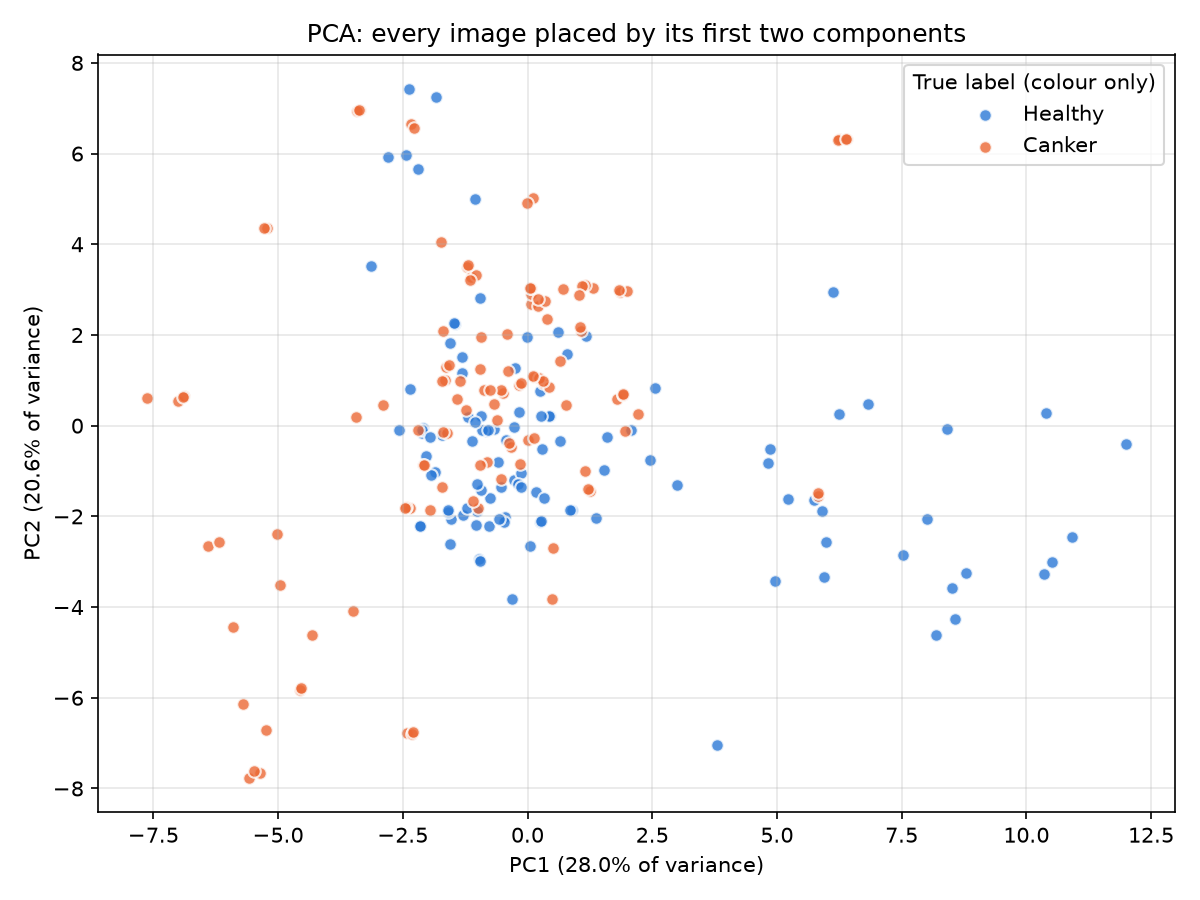 PCA: every image placed by its first two components
True label (colour only)
Healthy
Canker
8
6
4
2
0
−2
−4
−6
−8
PC2 (20.6% of variance)
−7.5 −5.0 −2.5 0.0 2.5 5.0 7.5 10.0 12.5
PC1 (28.0% of variance)